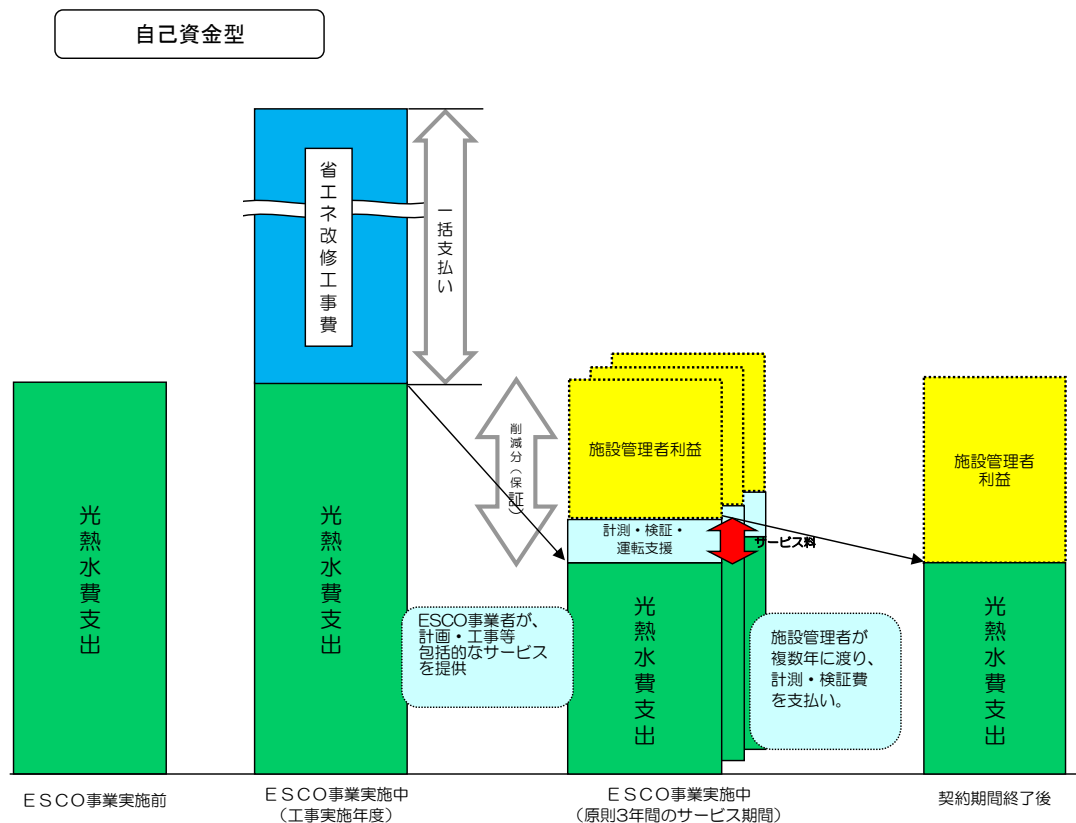 自己資金型
省エネ改修工事費
一括支払い
削減分（保証）
施設管理者利益
計測・検証・
運転支援
サービス料
施設管理者
利益
光熱水費支出
光熱水費支出
光熱水費支出
光熱水費支出
ESCO事業者が、
計画・工事等
包括的なサービス
を提供
施設管理者が
複数年に渡り、
計測・検証費
を支払い。
ＥＳＣＯ事業実施前
ＥＳＣＯ事業実施中
（工事実施年度）
ＥＳＣＯ事業実施中
（原則3年間のサービス期間）
契約期間終了後